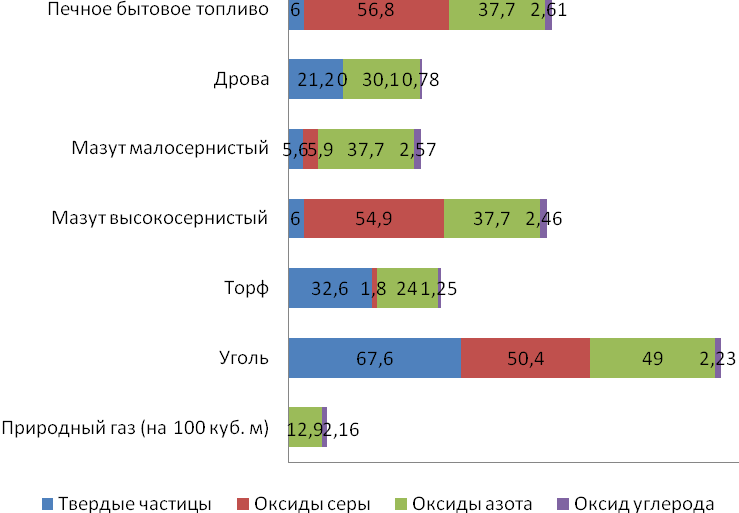 Печное бытовое топливо 6 56,8 37,7 2,61
Дрова 21,2 0 30,1 0,78
Мазут малосернистый 5,6 5,9 37,7 2,57
Мазут высокосернистый 6 54,9 37,7 2,46
Торф 32,6 1,8 24 1,25
Уголь 67,6 50,4 49 2,23
Природный газ (на 100 куб. м) 12,9 2,16
Твердые частицы Оксиды серы Оксиды азота Оксид углерода